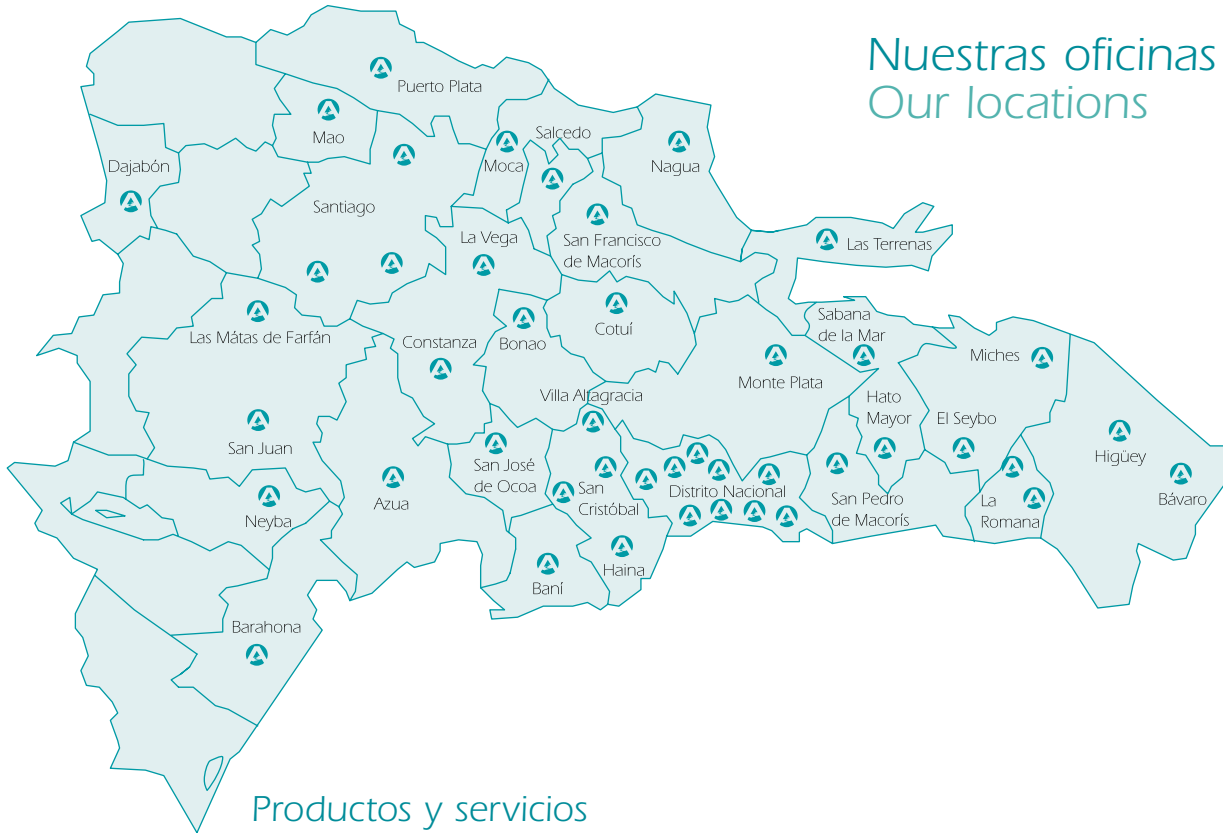 Nuestras oficinas
Our locations
Puerto Plata
Mao
Salcedo
Moca
Nagua
Dajabón
Santiago
La Vega
San Francisco
de Macorís
Las Terrenas
Las Mátas de Farfán
Constanza
Bonao
Cotuí
Sabana
de la Mar
Miches
Monte Plata
Villa Altagracia
Hato
Mayor
El Seybo
San Juan
San José
de Ocoa
Azua
Neyba
San
Cristóbal
Distrito Nacional
San Pedro
de Macorís
La
Romana
Higüey
Bávaro
Haina
Baní
Barahona
Productos y servicios